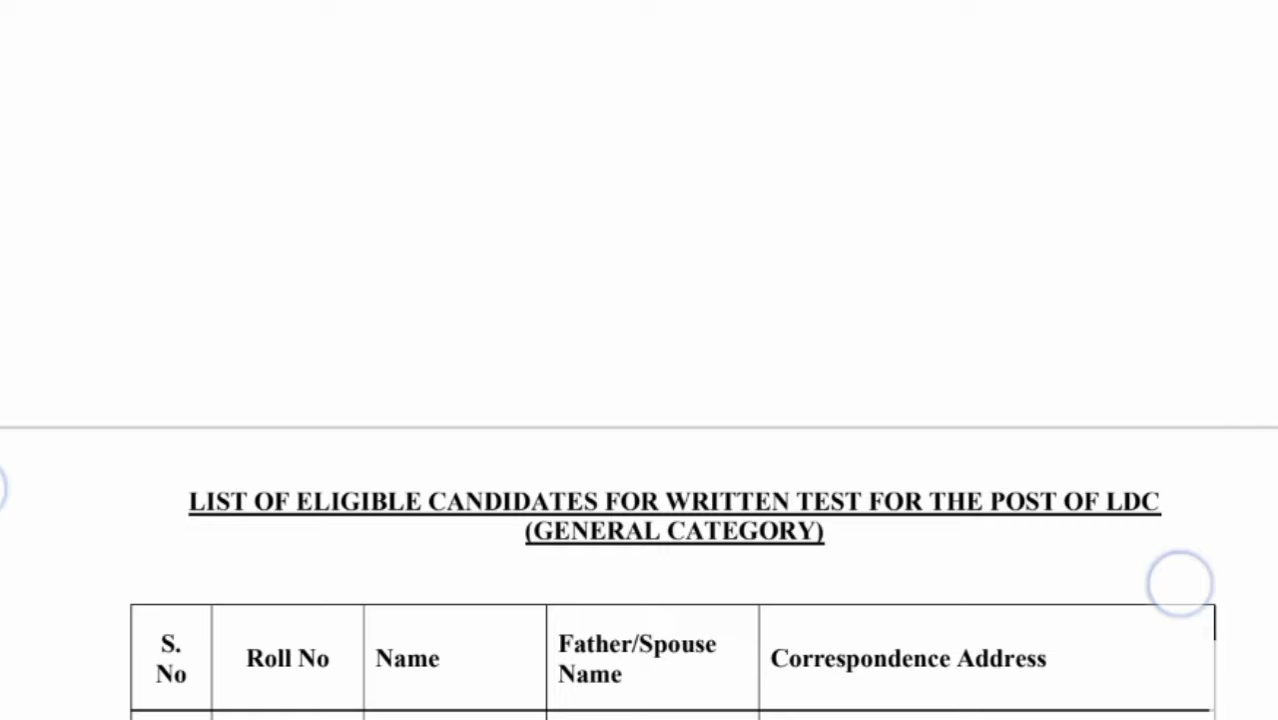 LIST OF ELIGIBLE CANDIDATES FOR WRITTEN TEST FOR THE POST OF LDC
(GENERAL CATEGORY)
S. No
Roll No
Name
Father/Spouse Name
Correspondence Address